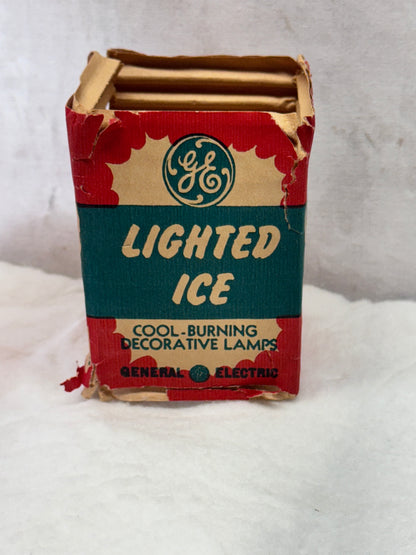 GE
LIGHTED
ICE
COOL-BURNING
DECORATIVE LAMPS
GENERAL GE ELECTRIC